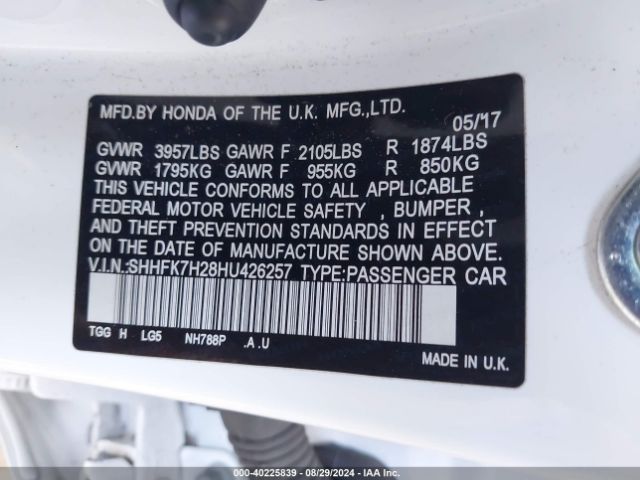 MFD.BY HONDA OF THE U.K. MFG.,LTD.
05/'17
GVWR 3957LBS GAWR F 2105LBS R 1874LBS
GVWR 1795KG GAWR F 955KG R 850KG
THIS VEHICLE CONFORMS TO ALL APPLICABLE
FEDERAL MOTOR VEHICLE SAFETY , BUMPER ,
AND THEFT PREVENTION STANDARDS IN EFFECT
ON THE DATE OF MANUFACTURE SHOWN ABOVE.
V.I.N.:SHHFK7H28HU426257 TYPE:PASSENGER CAR
TGG H LG5 NH788P .A .U
MADE IN U.K.
000-40225839 - 08/29/2024 - IAA Inc.